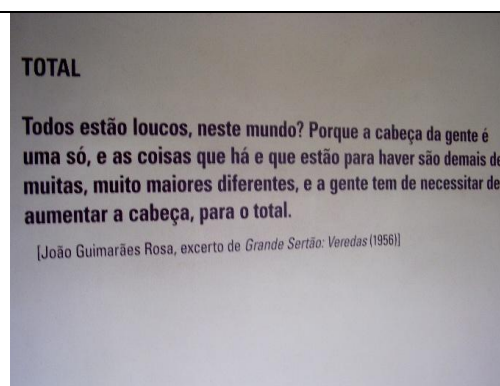 TOTAL
Todos estão loucos, neste mundo? Porque a cabeça da gente é
uma só, e as coisas que há e que estão para haver são demais de
muitas, muito maiores diferentes, e a gente tem de necessitar de
aumentar a cabeça, para o total.
[João Guimarães Rosa, excerto de Grande Sertão: Veredas (1956)]